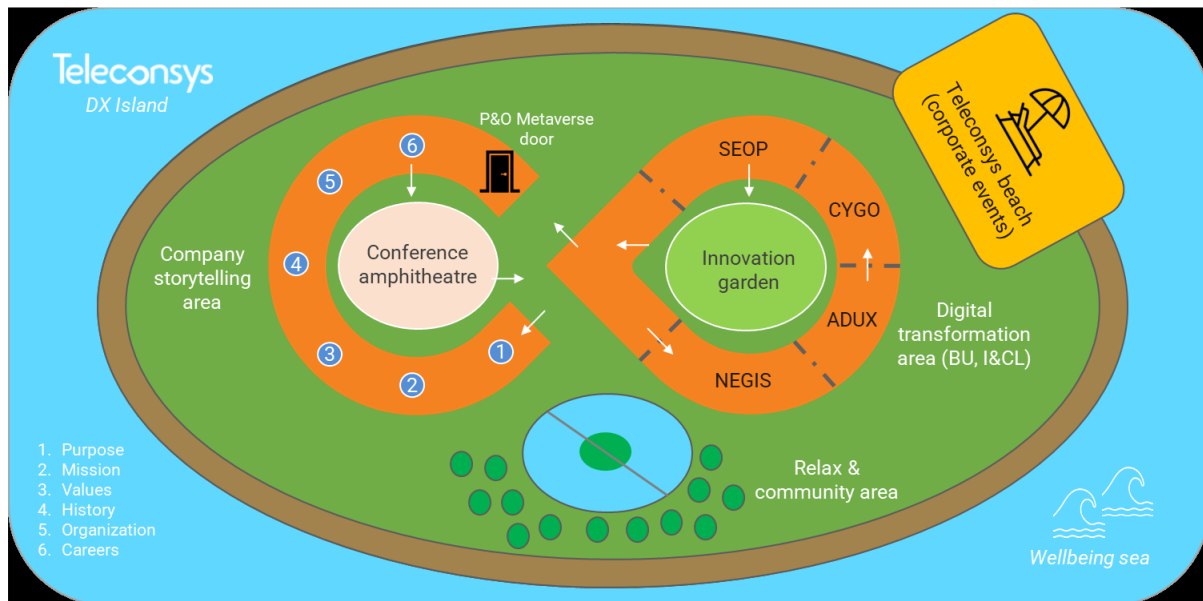 Teleconsys
DX Island
P&O Metaverse
door
6
5
4
3
2
1
Company
storytelling
area
Conference
amphitheatre
SEOP
CYGO
ADUX
NEGIS
Innovation
garden
Teleconsys beach
(corporate events)
Digital
transformation
area (BU, I&CL)
Relax &
community area
1. Purpose
2. Mission
3. Values
4. History
5. Organization
6. Careers
Wellbeing sea